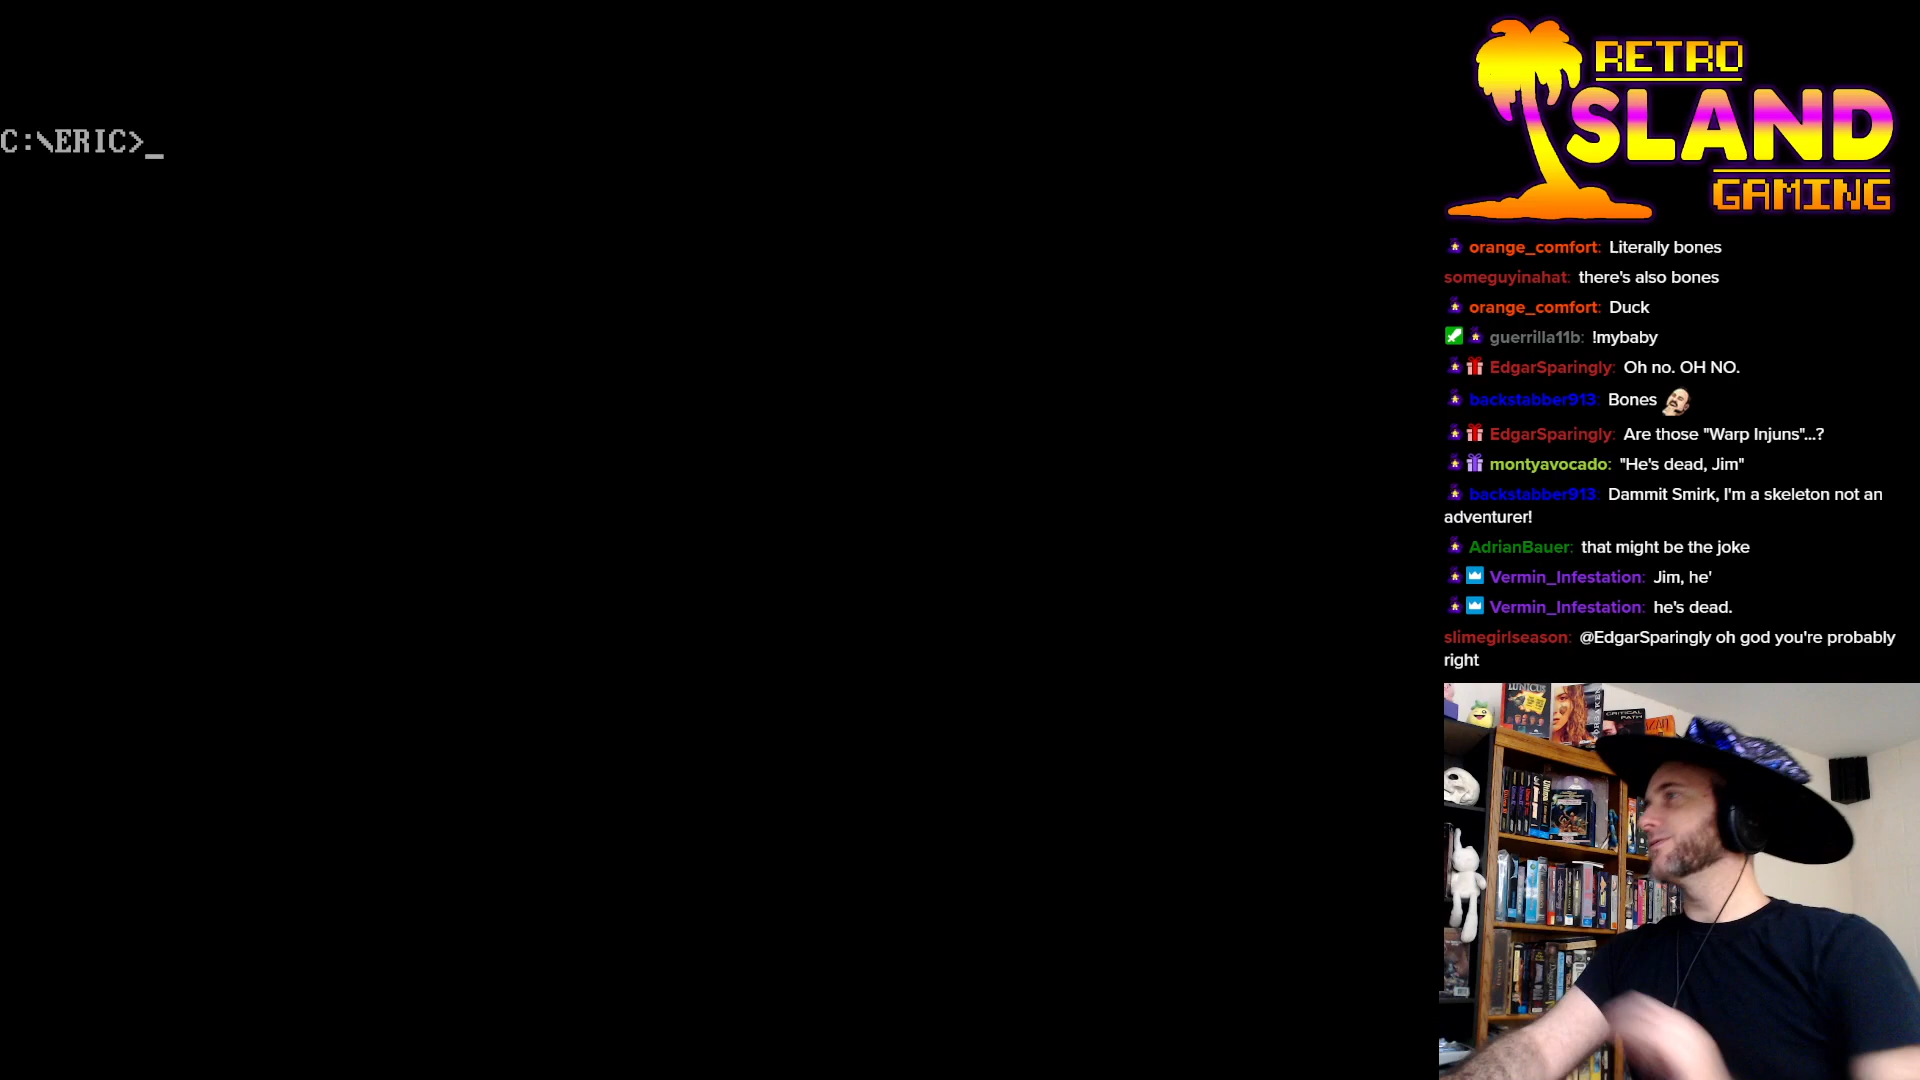 C:\ERIC>_
RETRO
ISLAND
GAMING
orange_comfort: Literally bones
someguyinahat: there's also bones
orange_comfort: Duck
guerrilla11b: !mybaby
EdgarSparingly: Oh no. OH NO.
backstabber913: Bones
EdgarSparingly: Are those "Warp Injuns"...?
montyavocado: "He's dead, Jim"
backstabber913: Dammit Smirk, I'm a skeleton not an
adventurer!
AdrianBauer: that might be the joke
Vermin_Infestation: Jim, he'
Vermin_Infestation: he's dead.
slimegirlseason: @EdgarSparingly oh god you're probably
right
LUNICUS
CRITICAL
PATH